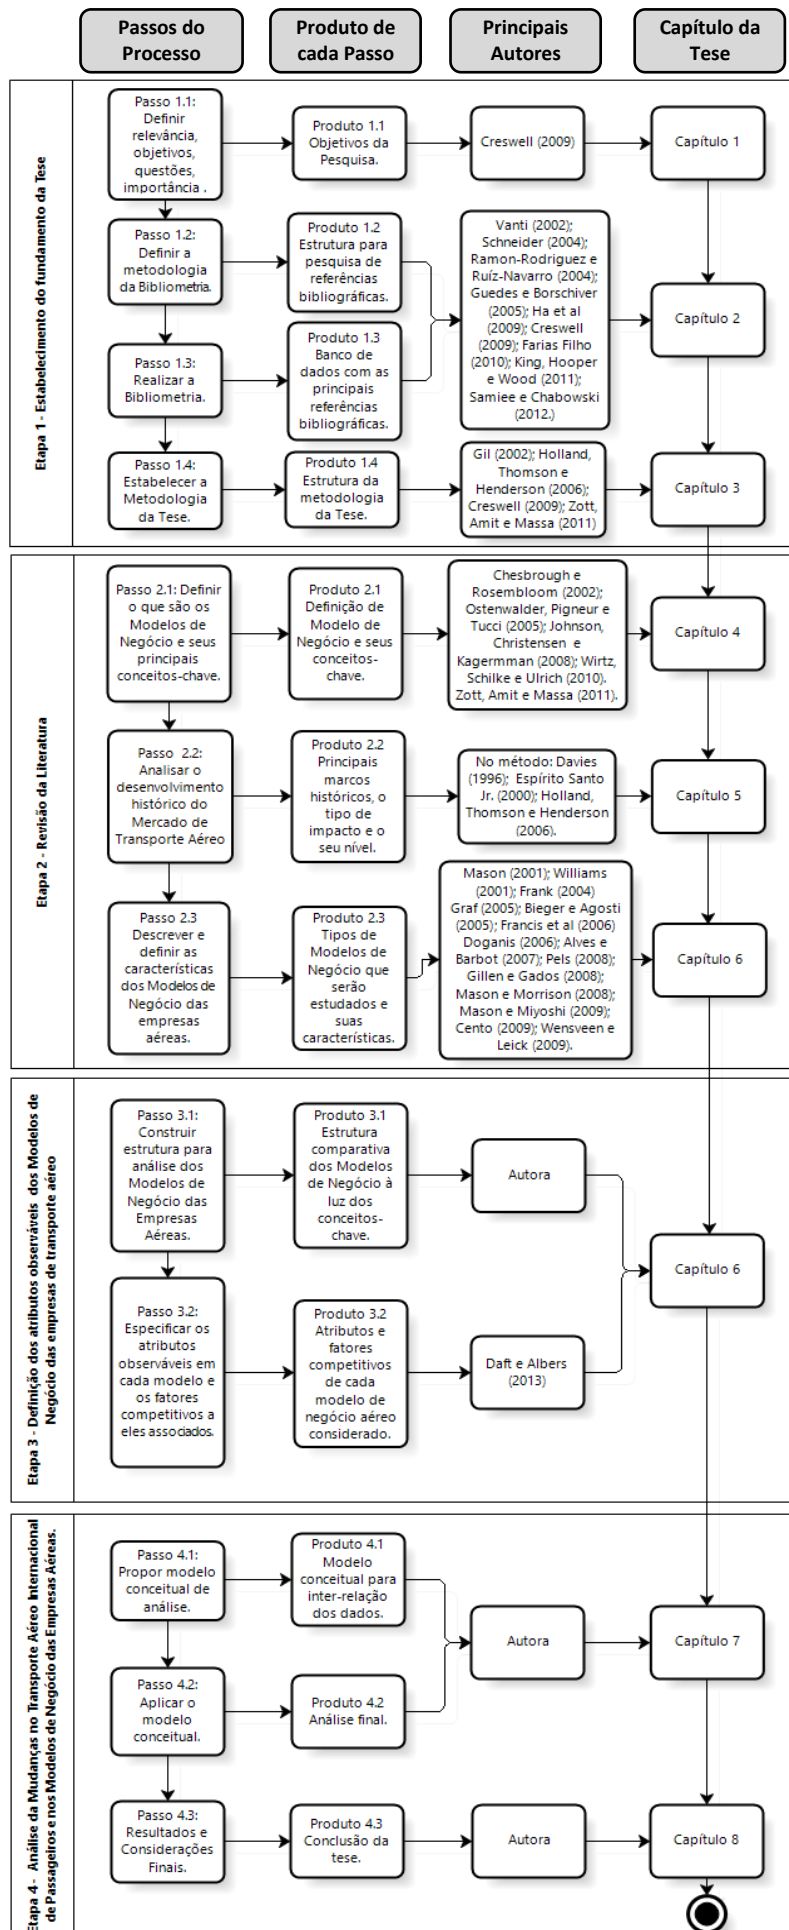 Passos do
Processo
Produto de
cada Passo
Principais
Autores
Capítulo da
Tese
Etapa 1 - Estabelecimento do fundamento da Tese
Passo 1.1:
Definir
relevância,
objetivos,
questões,
importância .
Produto 1.1
Objetivos da
Pesquisa.
Creswell (2009)
Capítulo 1
Passo 1.2:
Definir a
metodologia
da Bibliometria.
Produto 1.2
Estrutura para
pesquisa de
referências
bibliográficas.
Vanti (2002);
Schneider (2004);
Ramon-Rodriguez e
Ruíz-Navarro (2004);
Guedes e Borschiver
(2005); Ha et al
(2009); Creswell
(2009); Farias Filho
(2010); King, Hooper
e Wood (2011);
Samiee e Chabowski
(2012.)
Capítulo 2
Passo 1.3:
Realizar a
Bibliometria.
Produto 1.3
Banco de
dados com as
principais
referências
bibliográficas.
Passo 1.4:
Estabelecer a
Metodologia
da Tese.
Produto 1.4
Estrutura da
metodologia
da Tese.
Gil (2002); Holland,
Thomson e
Henderson (2006);
Creswell (2009); Zott,
Amit e Massa (2011)
Capítulo 3
Etapa 2 - Revisão da Literatura
Passo 2.1: Definir
o que são os
Modelos de
Negócio e seus
principais
conceitos-chave.
Produto 2.1
Definição de
Modelo de
Negócio e seus
conceitos-
chave.
Chesbrough e
Rosembloom (2002);
Ostenwalder, Pigneur e
Tucci (2005); Johnson,
Christensen e
Kagermman (2008); Wirtz,
Schilke e Ulrich (2010).
Zott, Amit e Massa (2011).
Capítulo 4
Passo 2.2:
Analisar o
desenvolvimento
histórico do
Mercado de
Transporte Aéreo
Produto 2.2
Principais
marcos
históricos, o
tipo de
impacto e o
seu nível.
No método: Davies
(1996); Espírito Santo
Jr. (2000); Holland,
Thomson e Henderson
(2006).
Capítulo 5
Passo 2.3
Descrever e
definir as
características
dos Modelos de
Negócio das
empresas
aéreas.
Produto 2.3
Tipos de
Modelos de
Negócio que
serão
estudados e
suas
características.
Mason (2001); Williams
(2001); Frank (2004)
Graf (2005); Bieger e Agosti
(2005); Francis et al (2006)
Doganis (2006); Alves e
Barbot (2007); Pels (2008);
Gillen e Gados (2008);
Mason e Morrison (2008);
Mason e Miyoshi (2009);
Cento (2009); Wensveen e
Leick (2009).
Capítulo 6
Etapa 3 - Definição dos atributos observáveis dos Modelos de
Negócio das empresas de transporte aéreo
Passo 3.1:
Construir
estrutura para
análise dos
Modelos de
Negócio das
Empresas
Aéreas.
Produto 3.1
Estrutura
comparativa
dos Modelos
de Negócio à
luz dos
conceitos-
chave.
Autora
Capítulo 6
Passo 3.2:
Especificar os
atributos
observáveis em
cada modelo e
os fatores
competitivos a
eles associados.
Produto 3.2
Atributos e
fatores
competitivos
de cada
modelo de
negócio aéreo
considerado.
Daft e Albers
(2013)
Etapa 4 - Análise da Mudanças no Transporte Aéreo Internacional
de Passageiros e nos Modelos de Negócio das Empresas Aéreas.
Passo 4.1:
Propor modelo
conceitual de
análise.
Produto 4.1
Modelo
conceitual para
inter-relação
dos dados.
Autora
Capítulo 7
Passo 4.2:
Aplicar o
modelo
conceitual.
Produto 4.2
Análise final.
Passo 4.3:
Resultados e
Considerações
Finais.
Produto 4.3
Conclusão da
tese.
Autora
Capítulo 8